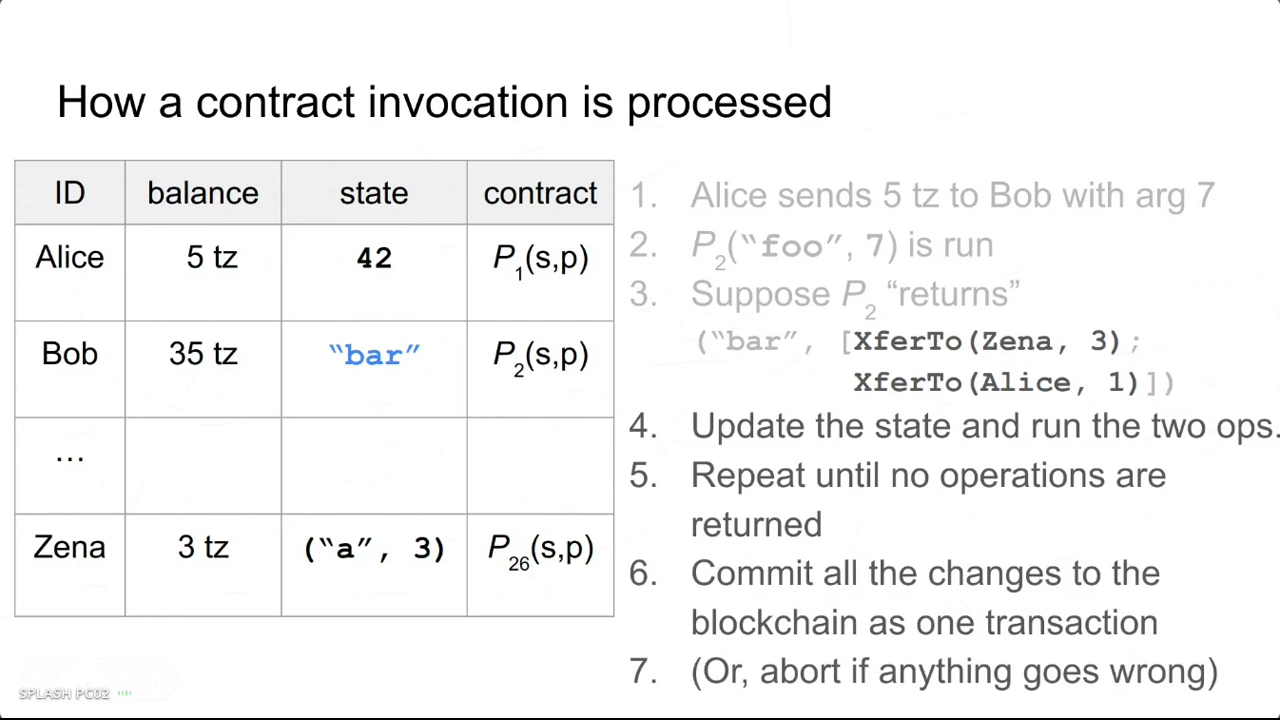 How a contract invocation is processed
ID balance state contract
Alice 5 tz 42 P1(s,p)
Bob 35 tz “bar” P2(s,p)
...
Zena 3 tz (“a”, 3) P26(s,p)
1. Alice sends 5 tz to Bob with arg 7
2. P2(“foo”, 7) is run
3. Suppose P2 “returns”
(“bar”, [XferTo(Zena, 3);
XferTo(Alice, 1)])
4. Update the state and run the two ops.
5. Repeat until no operations are
returned
6. Commit all the changes to the
blockchain as one transaction
7. (Or, abort if anything goes wrong)
SPLASH PC02